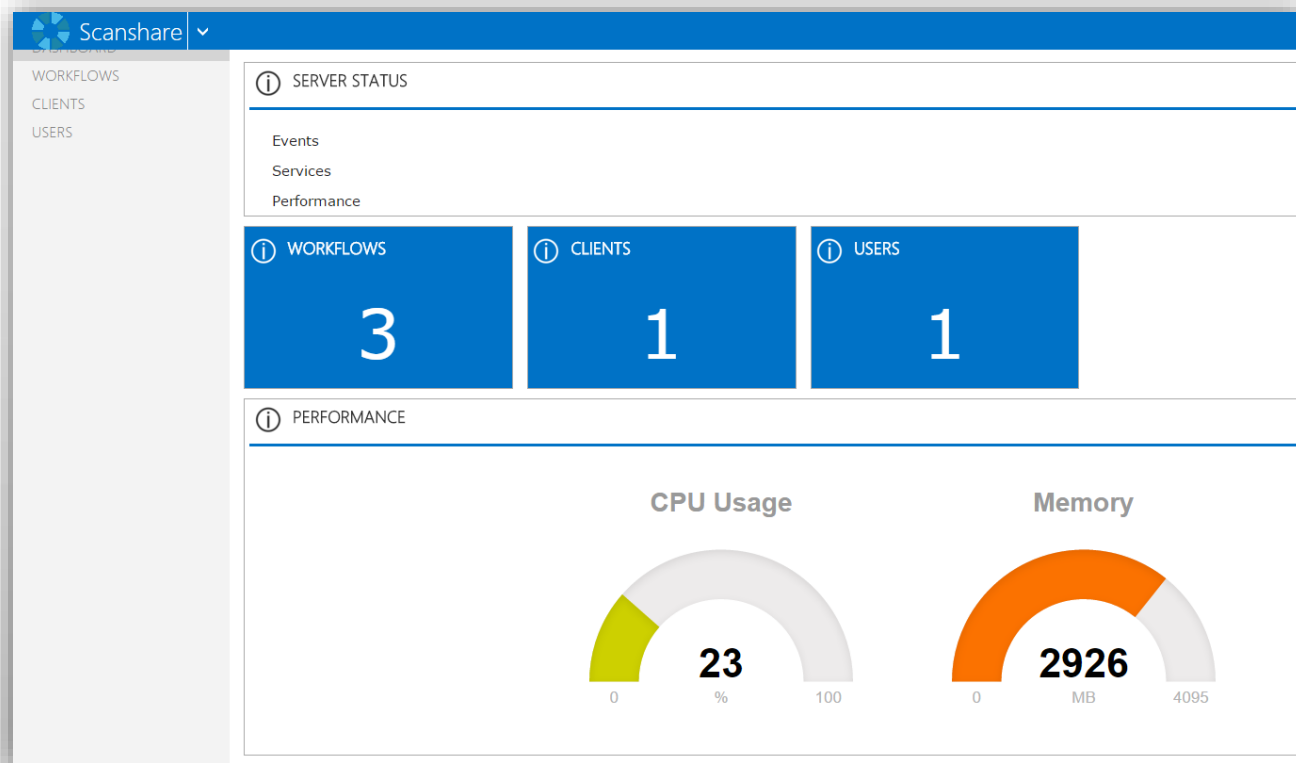 Scanshare
DASHBOARD
WORKFLOWS
CLIENTS
USERS
SERVER STATUS
Events
Services
Performance
WORKFLOWS
3
CLIENTS
1
USERS
1
PERFORMANCE
CPU Usage
23
0 % 100
Memory
2926
0 MB 4095